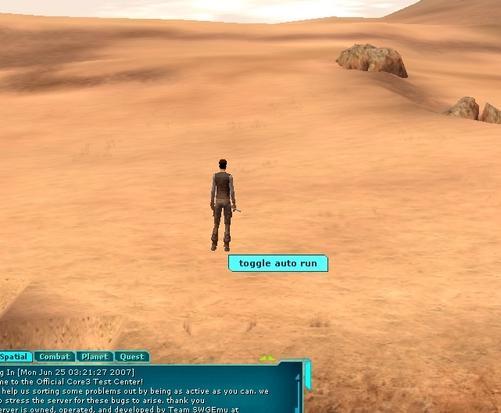 toggle auto run
Spatial Combat Planet Quest
g In [Mon Jun 25 03:21:27 2007]
me to the Official Core3 Test Center!
help us sorting some problems out by being as active as you can. we
o stress the server for these bugs to arise. thank you
erver is owned, operated, and developed by Team SWGEmu at